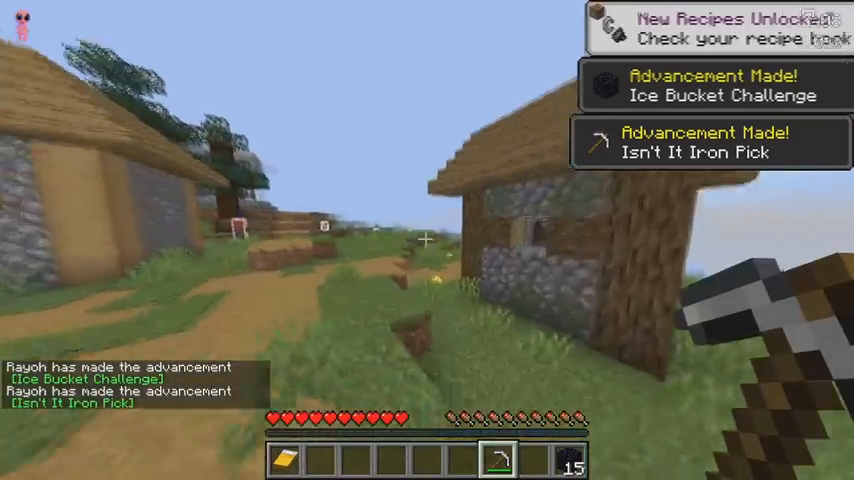 New Recipes Unlocked!
Check your recipe book
Advancement Made!
Ice Bucket Challenge
Advancement Made!
Isn't It Iron Pick
Rayoh has made the advancement
[Ice Bucket Challenge]
Rayoh has made the advancement
[Isn't It Iron Pick]
15